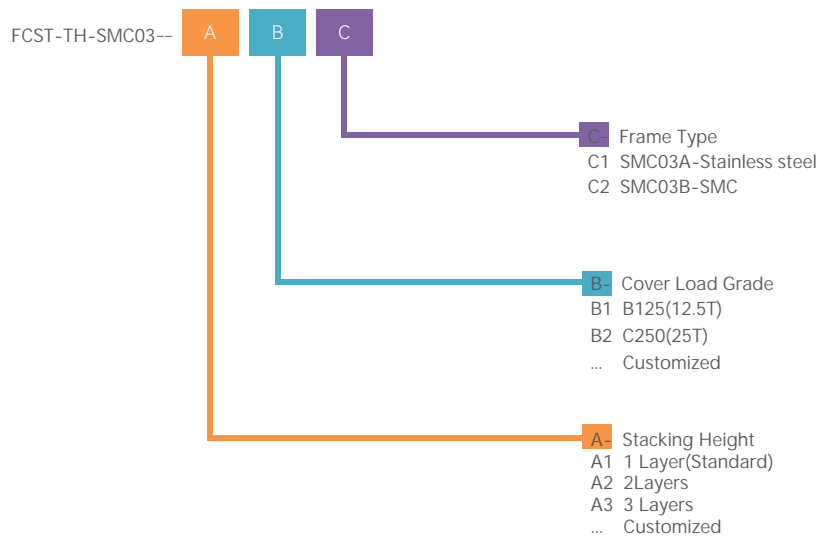 FCST-TH-SMC03-- A B C
C- Frame Type
C1 SMC03A-Stainless steel
C2 SMC03B-SMC
B- Cover Load Grade
B1 B125(12.5T)
B2 C250(25T)
... Customized
A- Stacking Height
A1 1 Layer(Standard)
A2 2Layers
A3 3 Layers
... Customized